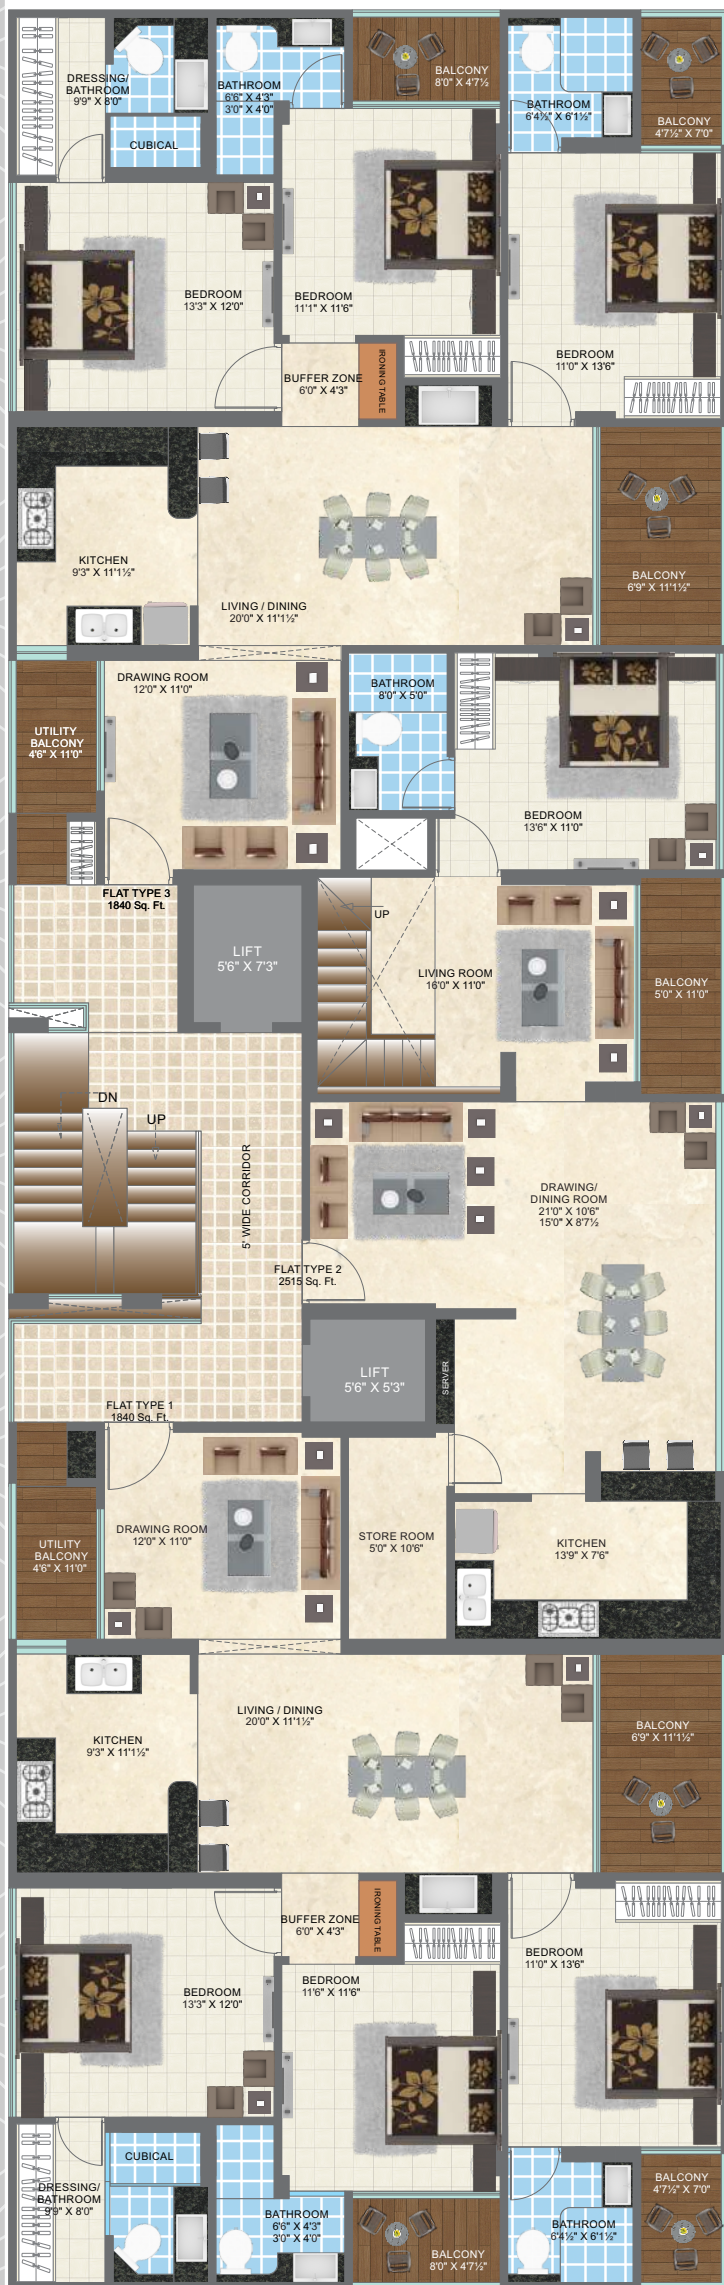 DRESSING/
BATHROOM
9'9" X 8'0"
CUBICAL
BATHROOM
6'6" X 4'3"
3'0" X 4'0"
BALCONY
8'0" X 4'7½
BATHROOM
6'4½" X 6'1½"
BALCONY
4'7½" X 7'0"
BEDROOM
13'3" X 12'0"
BEDROOM
11'1" X 11'6"
BEDROOM
11'0" X 13'6"
BUFFER ZONE
6'0" X 4'3"
IRONING TABLE
KITCHEN
9'3" X 11'1½"
LIVING / DINING
20'0" X 11'1½"
BALCONY
6'9" X 11'1½"
DRAWING ROOM
12'0" X 11'0"
UTILITY
BALCONY
4'6" X 11'0"
BATHROOM
8'0" X 5'0"
BEDROOM
13'6" X 11'0"
FLAT TYPE 3
1840 Sq. Ft.
LIFT
5'6" X 7'3"
UP
LIVING ROOM
16'0" X 11'0"
BALCONY
5'0" X 11'0"
DN
UP
5' WIDE CORRIDOR
DRAWING/
DINING ROOM
21'0" X 10'6"
15'0" X 8'7½
FLAT TYPE 2
2515 Sq. Ft.
LIFT
5'6" X 5'3"
SERVER
FLAT TYPE 1
1840 Sq. Ft.
DRAWING ROOM
12'0" X 11'0"
UTILITY
BALCONY
4'6" X 11'0"
STORE ROOM
5'0" X 10'6"
KITCHEN
13'9" X 7'6"
KITCHEN
9'3" X 11'1½"
LIVING / DINING
20'0" X 11'1½"
BALCONY
6'9" X 11'1½"
BUFFER ZONE
6'0" X 4'3"
IRONING TABLE
BEDROOM
13'3" X 12'0"
BEDROOM
11'6" X 11'6"
BEDROOM
11'0" X 13'6"
CUBICAL
DRESSING/
BATHROOM
9'9" X 8'0"
BATHROOM
6'6" X 4'3"
3'0" X 4'0"
BALCONY
8'0" X 4'7½"
BATHROOM
6'4½" X 6'1½"
BALCONY
4'7½" X 7'0"